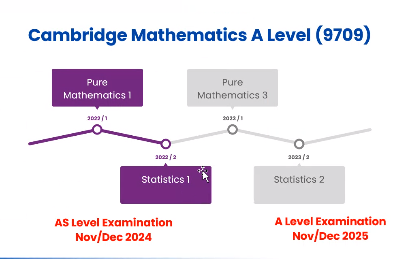 Cambridge Mathematics A Level (9709)
Pure
Mathematics 1
Pure
Mathematics 3
2022 / 1
2023 / 1
2022 / 2
2023 / 2
Statistics 1
Statistics 2
AS Level Examination
Nov/Dec 2024
A Level Examination
Nov/Dec 2025